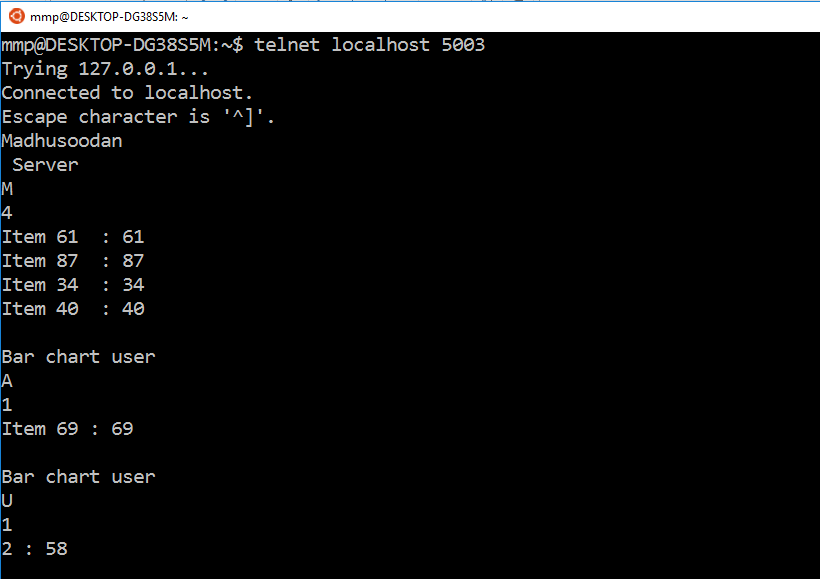 mmp@DESKTOP-DG38S5M: ~
mmp@DESKTOP-DG38S5M:~$ telnet localhost 5003
Trying 127.0.0.1...
Connected to localhost.
Escape character is '^]'.
Madhusoodan
 Server
M
4
Item 61  : 61
Item 87  : 87
Item 34  : 34
Item 40  : 40

Bar chart user
A
1
Item 69 : 69

Bar chart user
U
1
2 : 58